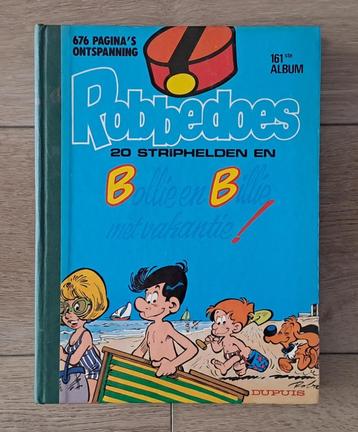 676 PAGINA'S
ONTSPANNING
161ste
ALBUM
Robbedoes
20 STRIPHELDEN EN
Bollie en Billie
met vakantie!
DUPUIS